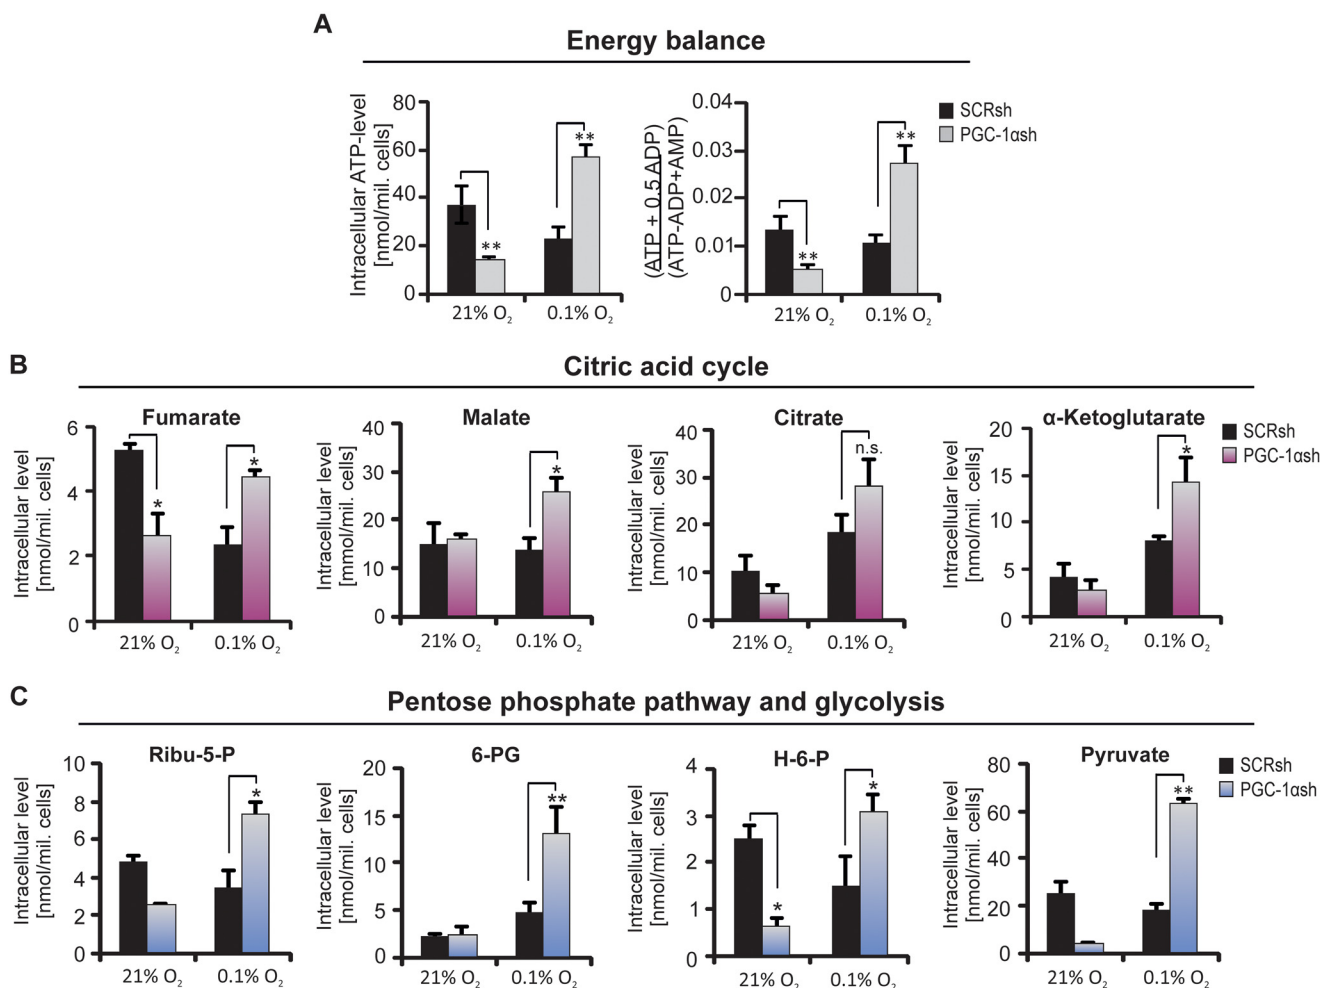 A
Energy balance
Intracellular ATP-level
[nmol/mil. cells]
80
60
40
20
0
**
**
21% O2
0.1% O2
(ATP + 0.5 ADP)
(ATP-ADP+AMP)
0.04
0.03
0.02
0.01
0
**
**
21% O2
0.1% O2
SCRsh
PGC-1αsh
B
Citric acid cycle
Fumarate
Intracellular level
[nmol/mil. cells]
6
4
2
0
*
*
21% O2
0.1% O2
Malate
Intracellular level
[nmol/mil. cells]
40
30
20
10
0
*
21% O2
0.1% O2
Citrate
Intracellular level
[nmol/mil. cells]
40
30
20
10
0
n.s.
21% O2
0.1% O2
α-Ketoglutarate
Intracellular level
[nmol/mil. cells]
20
15
10
5
0
*
21% O2
0.1% O2
SCRsh
PGC-1αsh
C
Pentose phosphate pathway and glycolysis
Ribu-5-P
Intracellular level
[nmol/mil. cells]
10
8
6
4
2
0
*
21% O2
0.1% O2
6-PG
Intracellular level
[nmol/mil. cells]
20
15
10
5
0
**
21% O2
0.1% O2
H-6-P
Intracellular level
[nmol/mil. cells]
4
3
2
1
0
*
*
21% O2
0.1% O2
Pyruvate
Intracellular level
[nmol/mil. cells]
80
60
40
20
0
**
21% O2
0.1% O2
SCRsh
PGC-1αsh